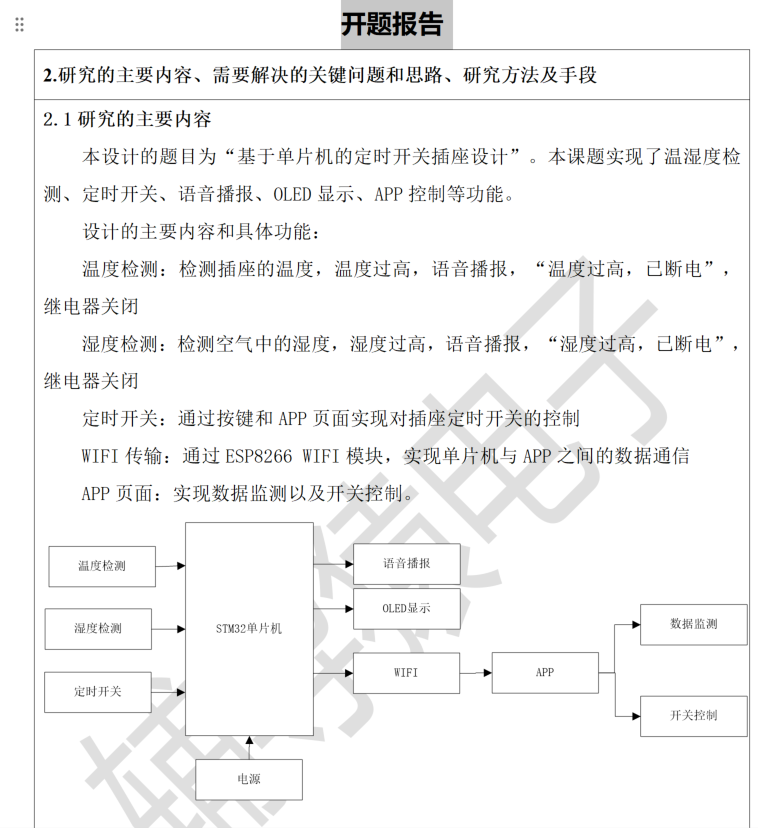 开题报告
2.研究的主要内容、需要解决的关键问题和思路、研究方法及手段
2.1 研究的主要内容
本设计的题目为“基于单片机的定时开关插座设计”。本课题实现了温湿度检
测、定时开关、语音播报、OLED 显示、APP 控制等功能。
设计的主要内容和具体功能：
温度检测：检测插座的温度，温度过高，语音播报，“温度过高，已断电”，
继电器关闭
湿度检测：检测空气中的湿度，湿度过高，语音播报，“湿度过高，已断电”，
继电器关闭
定时开关：通过按键和 APP 页面实现对插座定时开关的控制
WIFI 传输：通过 ESP8266 WIFI 模块，实现单片机与 APP 之间的数据通信
APP 页面：实现数据监测以及开关控制。
温度检测
湿度检测
定时开关
STM32单片机
电源
语音播报
OLED显示
WIFI
APP
数据监测
开关控制
辅导猿电子